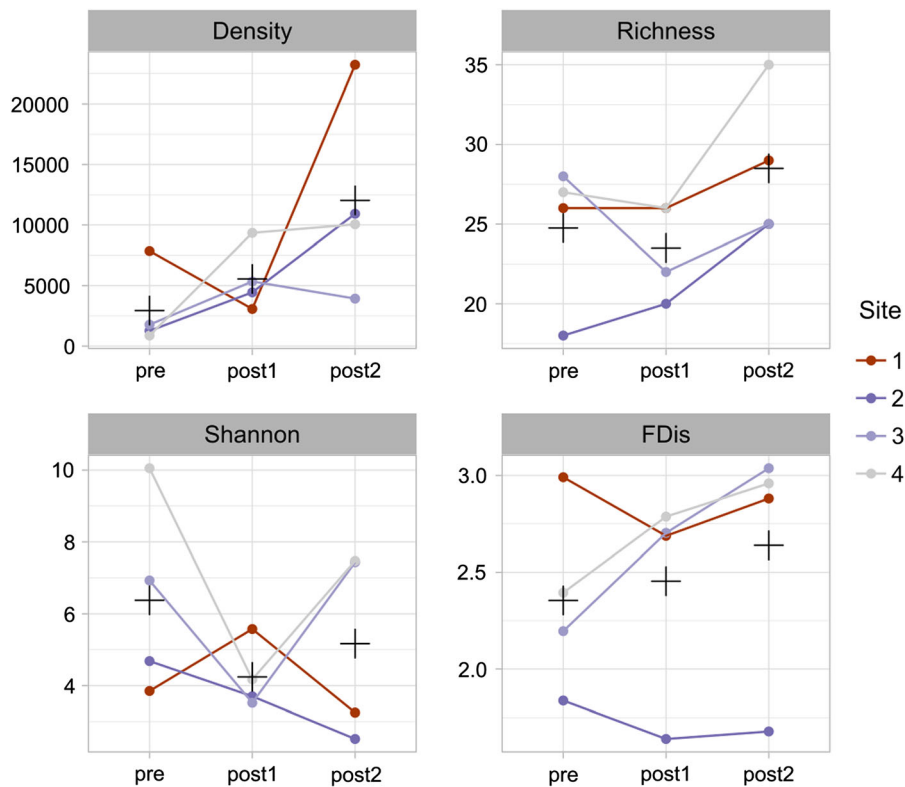 Density
20000
15000
10000
5000
0
pre post1 post2
Richness
35
30
25
20
pre post1 post2
Shannon
10
8
6
4
pre post1 post2
FDis
3.0
2.5
2.0
pre post1 post2
Site
1
2
3
4